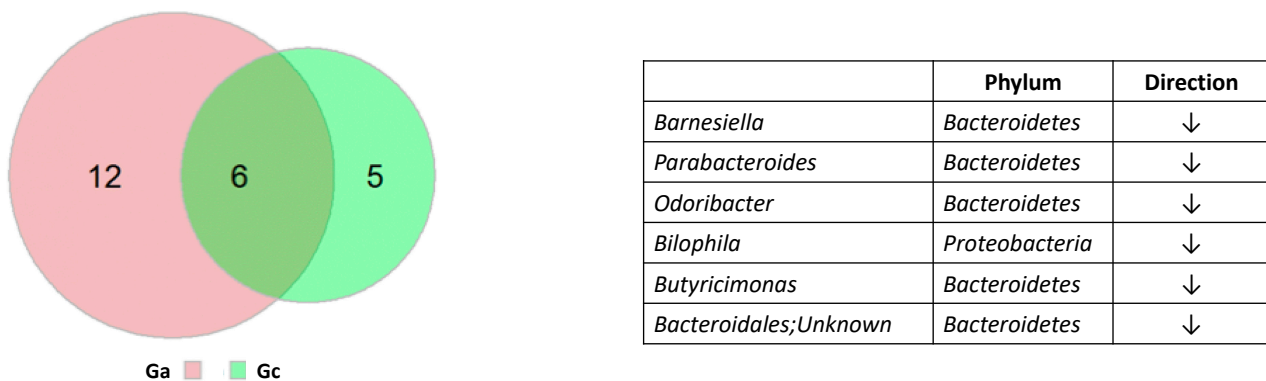 12 6 5
Ga Gc
Phylum Direction
Barnesiella Bacteroidetes ↓
Parabacteroides Bacteroidetes ↓
Odoribacter Bacteroidetes ↓
Bilophila Proteobacteria ↓
Butyricimonas Bacteroidetes ↓
Bacteroidales;Unknown Bacteroidetes ↓